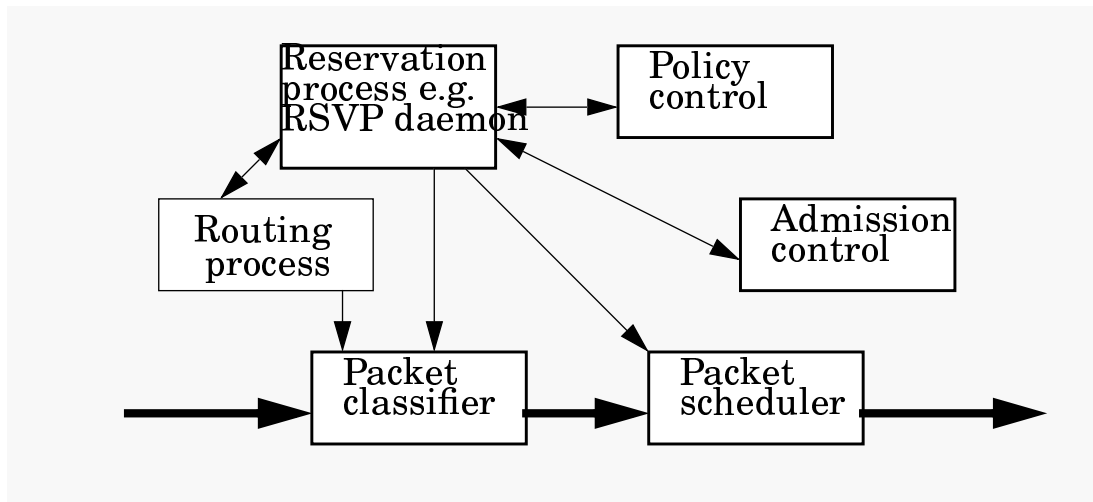 Reservation
process e.g.
RSVP daemon
Policy
control
Routing
process
Admission
control
Packet
classifier
Packet
scheduler